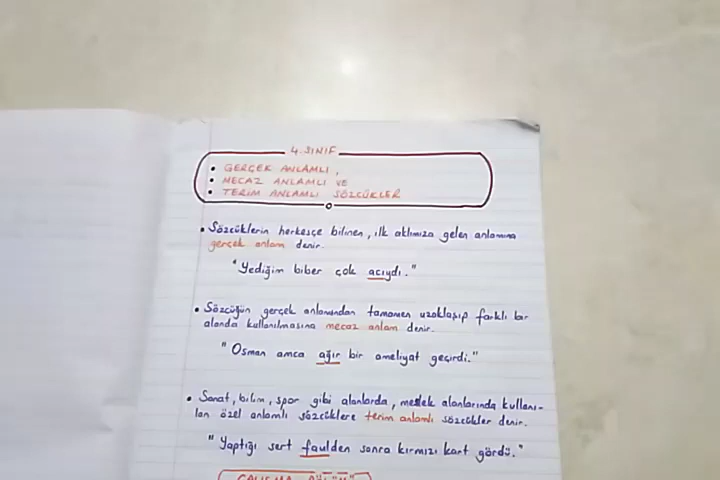 4. SINIF
• GERÇEK ANLAMLI,
• MECAZ ANLAMLI VE
• TERİM ANLAMLI SÖZCÜKLER
• Sözcüklerin herkesçe bilinen, ilk aklımıza gelen anlamına
gerçek anlam denir.
"Yediğim biber çok acıydı."
• Sözcüğün gerçek anlamından tamamen uzaklaşıp farklı bir
alanda kullanılmasına mecaz anlam denir.
"Osman amca ağır bir ameliyat geçirdi."
• Sanat, bilim, spor gibi alanlarda, meslek alanlarında kullanı-
lan özel anlamlı sözcüklere terim anlamlı sözcükler denir.
"Yaptığı sert faulden sonra kırmızı kart gördü."